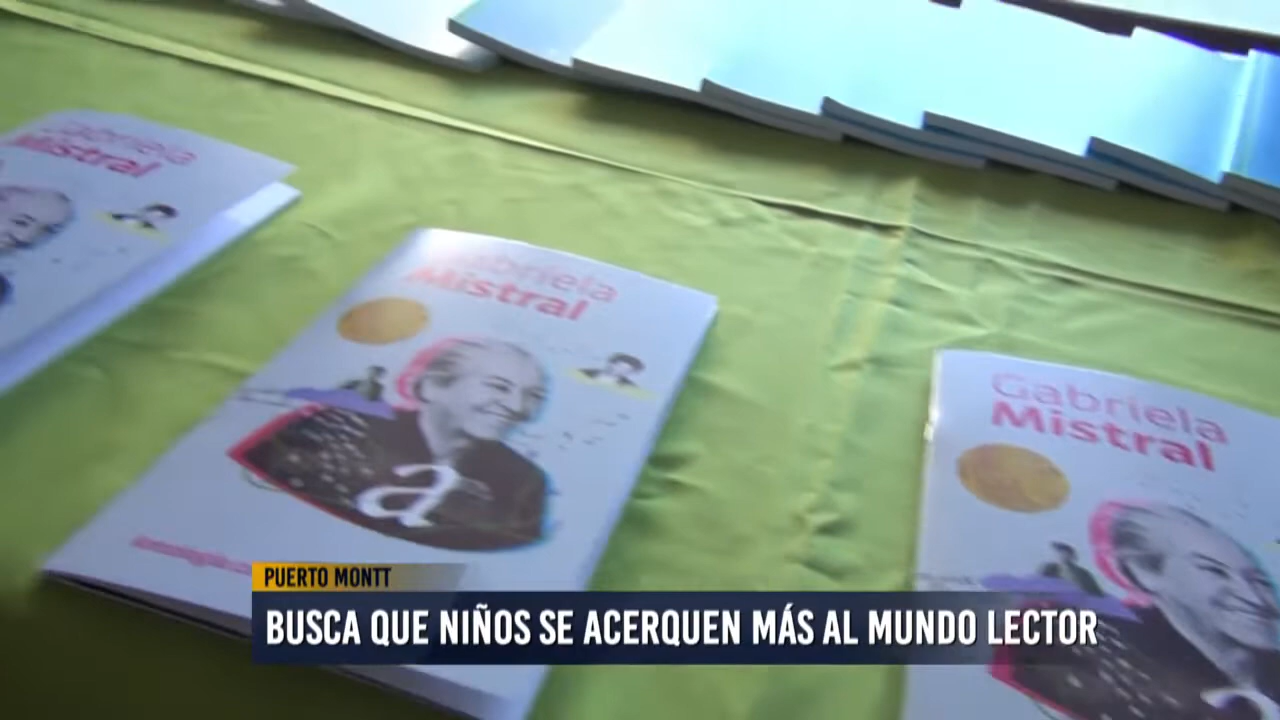 Gabriela
Mistral
Gabriela
Mistral
a
Gabriela
Mistral
PUERTO MONTT
BUSCA QUE NIÑOS SE ACERQUEN MÁS AL MUNDO LECTOR